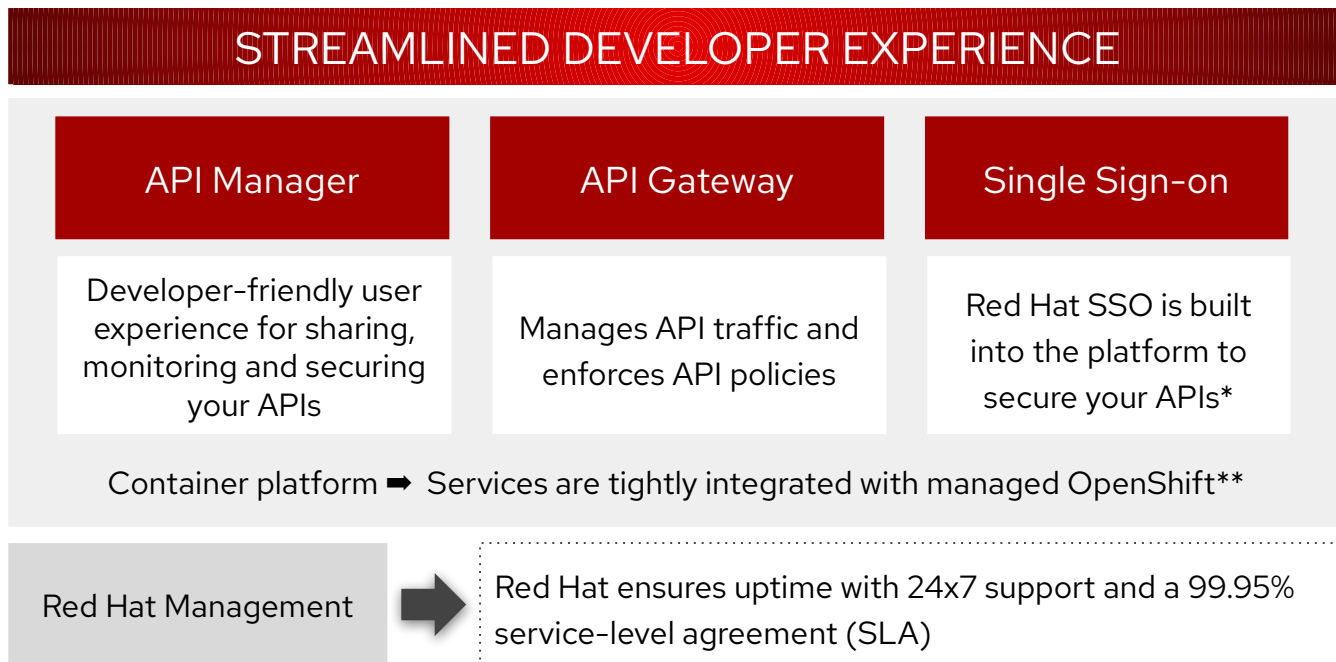 STREAMLINED DEVELOPER EXPERIENCE
API Manager
API Gateway
Single Sign-on
Developer-friendly user
experience for sharing,
monitoring and securing
your APIs
Manages API traffic and
enforces API policies
Red Hat SSO is built
into the platform to
secure your APIs*
Container platform ➡ Services are tightly integrated with managed OpenShift**
Red Hat Management
Red Hat ensures uptime with 24x7 support and a 99.95%
service-level agreement (SLA)